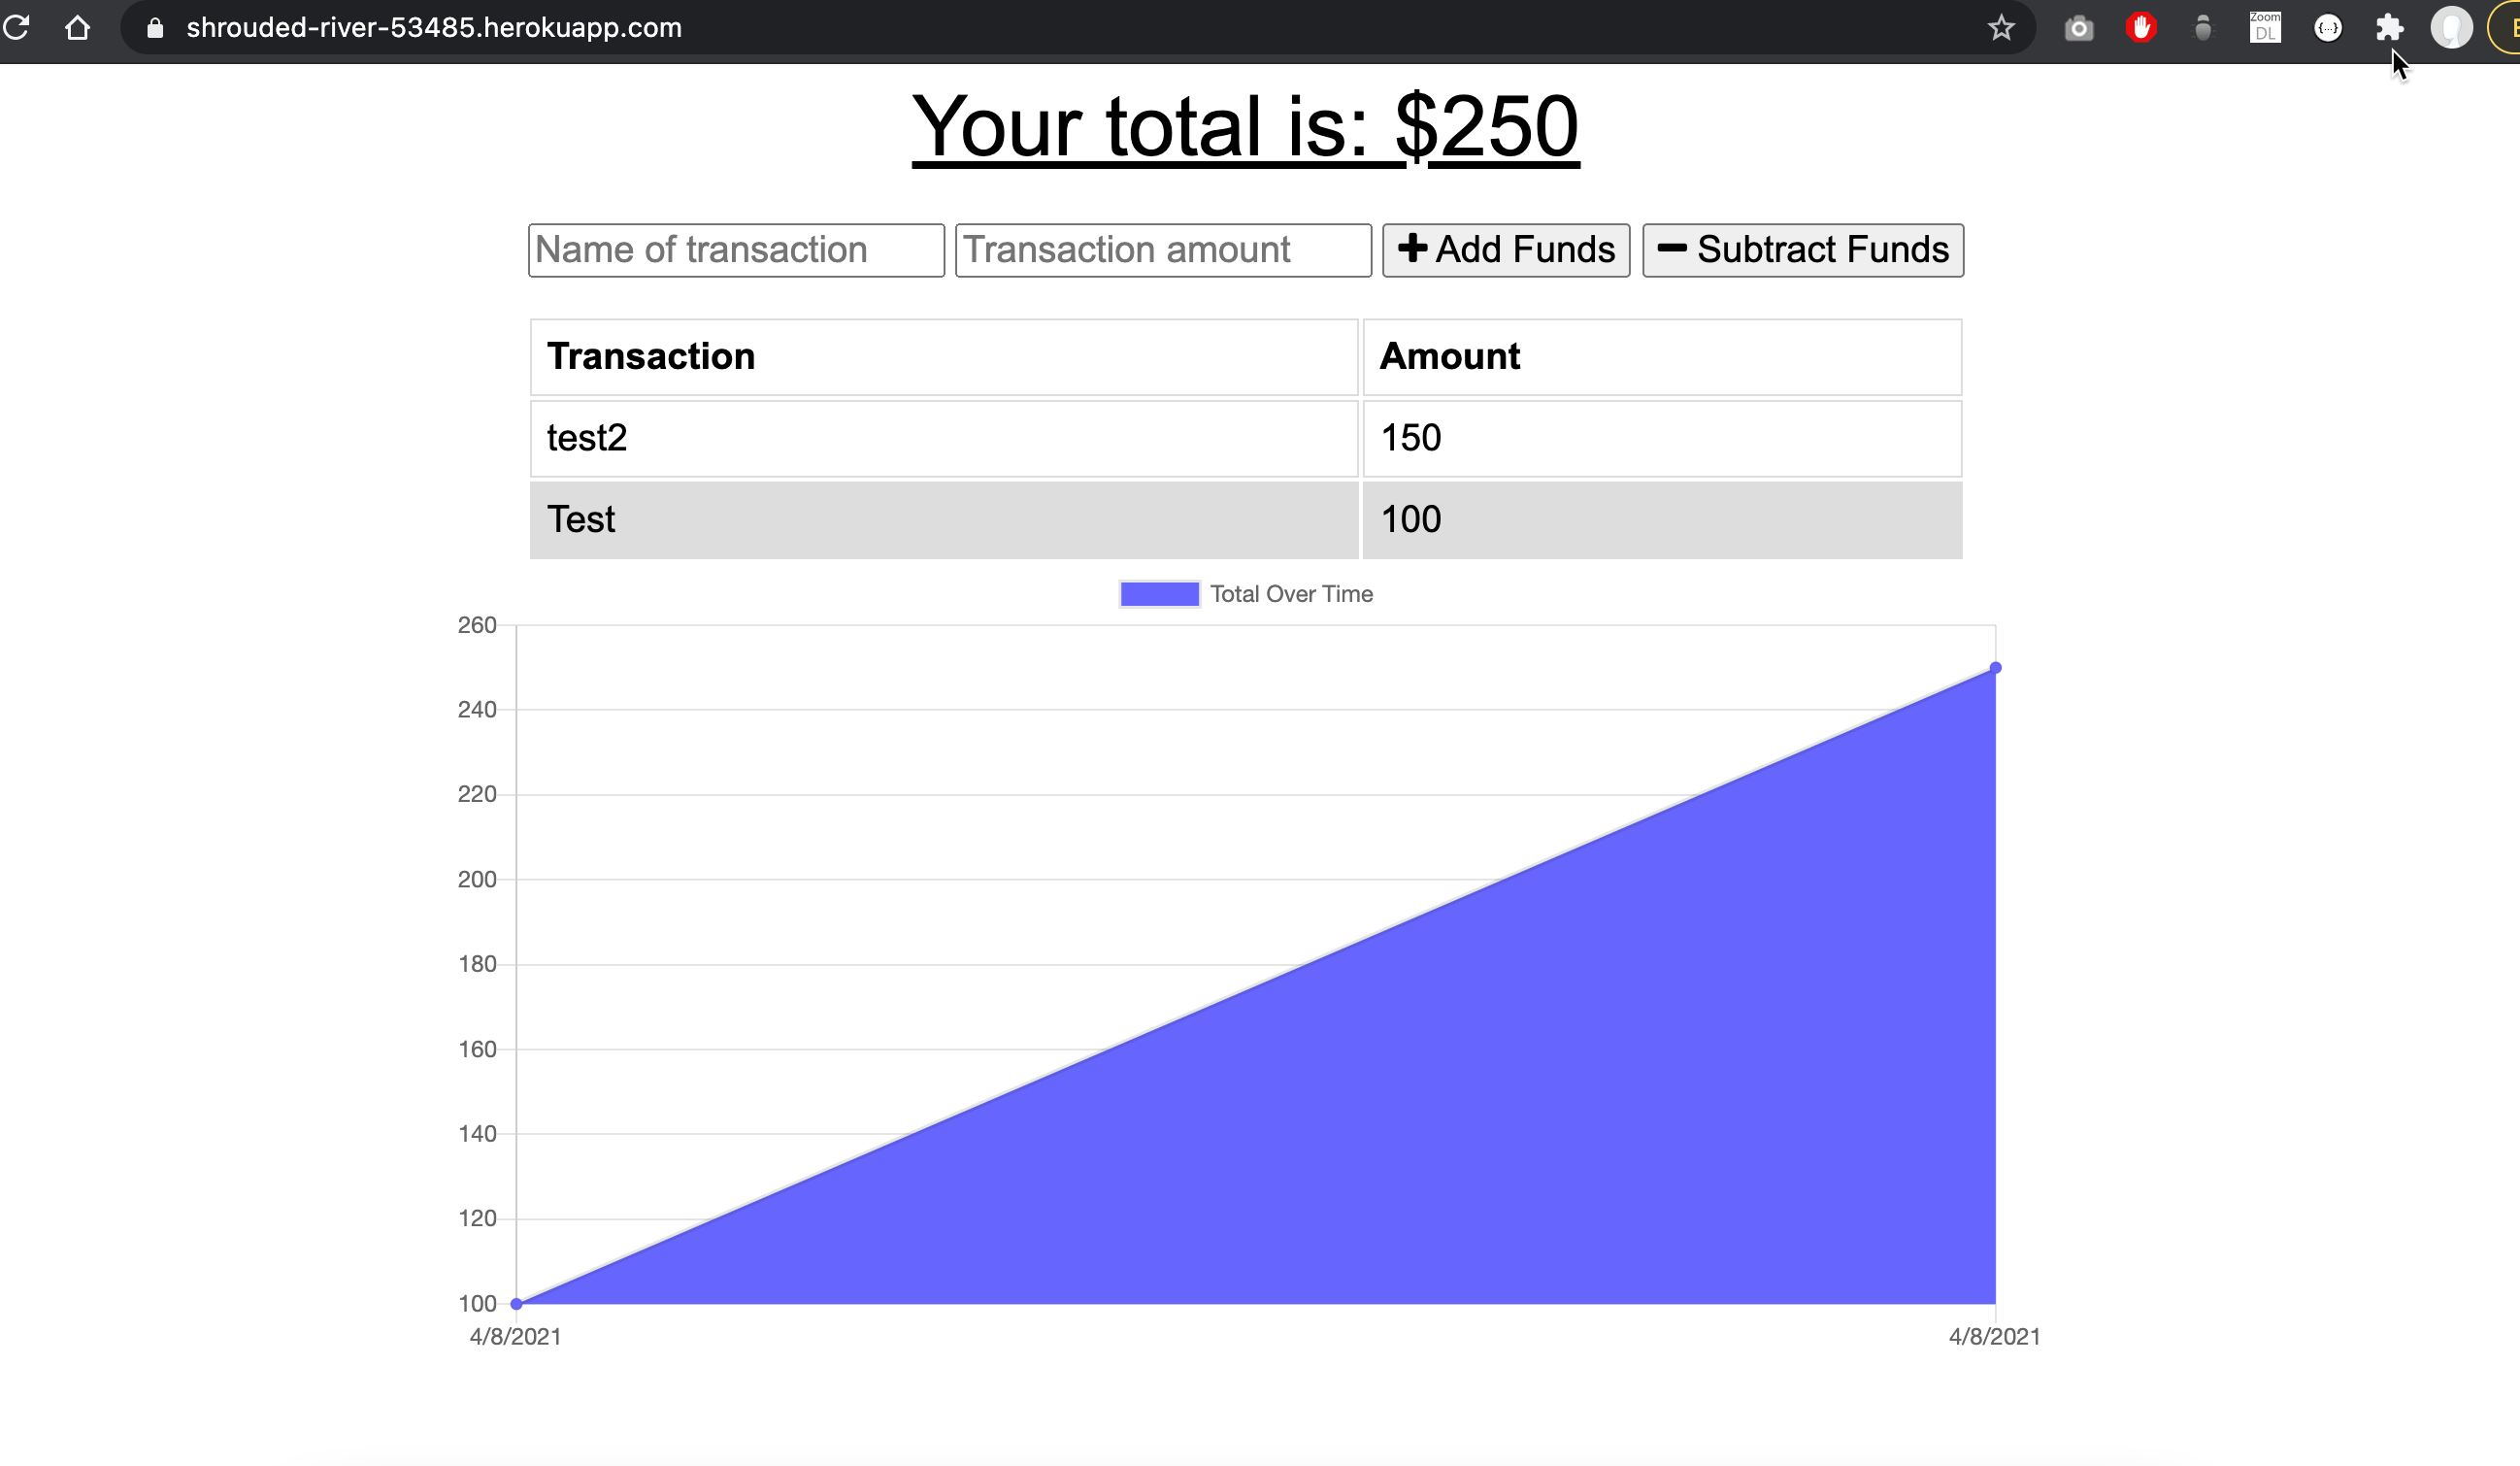 shrouded-river-53485.herokuapp.com
Zoom
DL
{...}
Your total is: $250
Name of transaction Transaction amount Add Funds Subtract Funds
Transaction Amount
test2 150
Test 100
Total Over Time
260
240
220
200
180
160
140
120
100
4/8/2021 4/8/2021